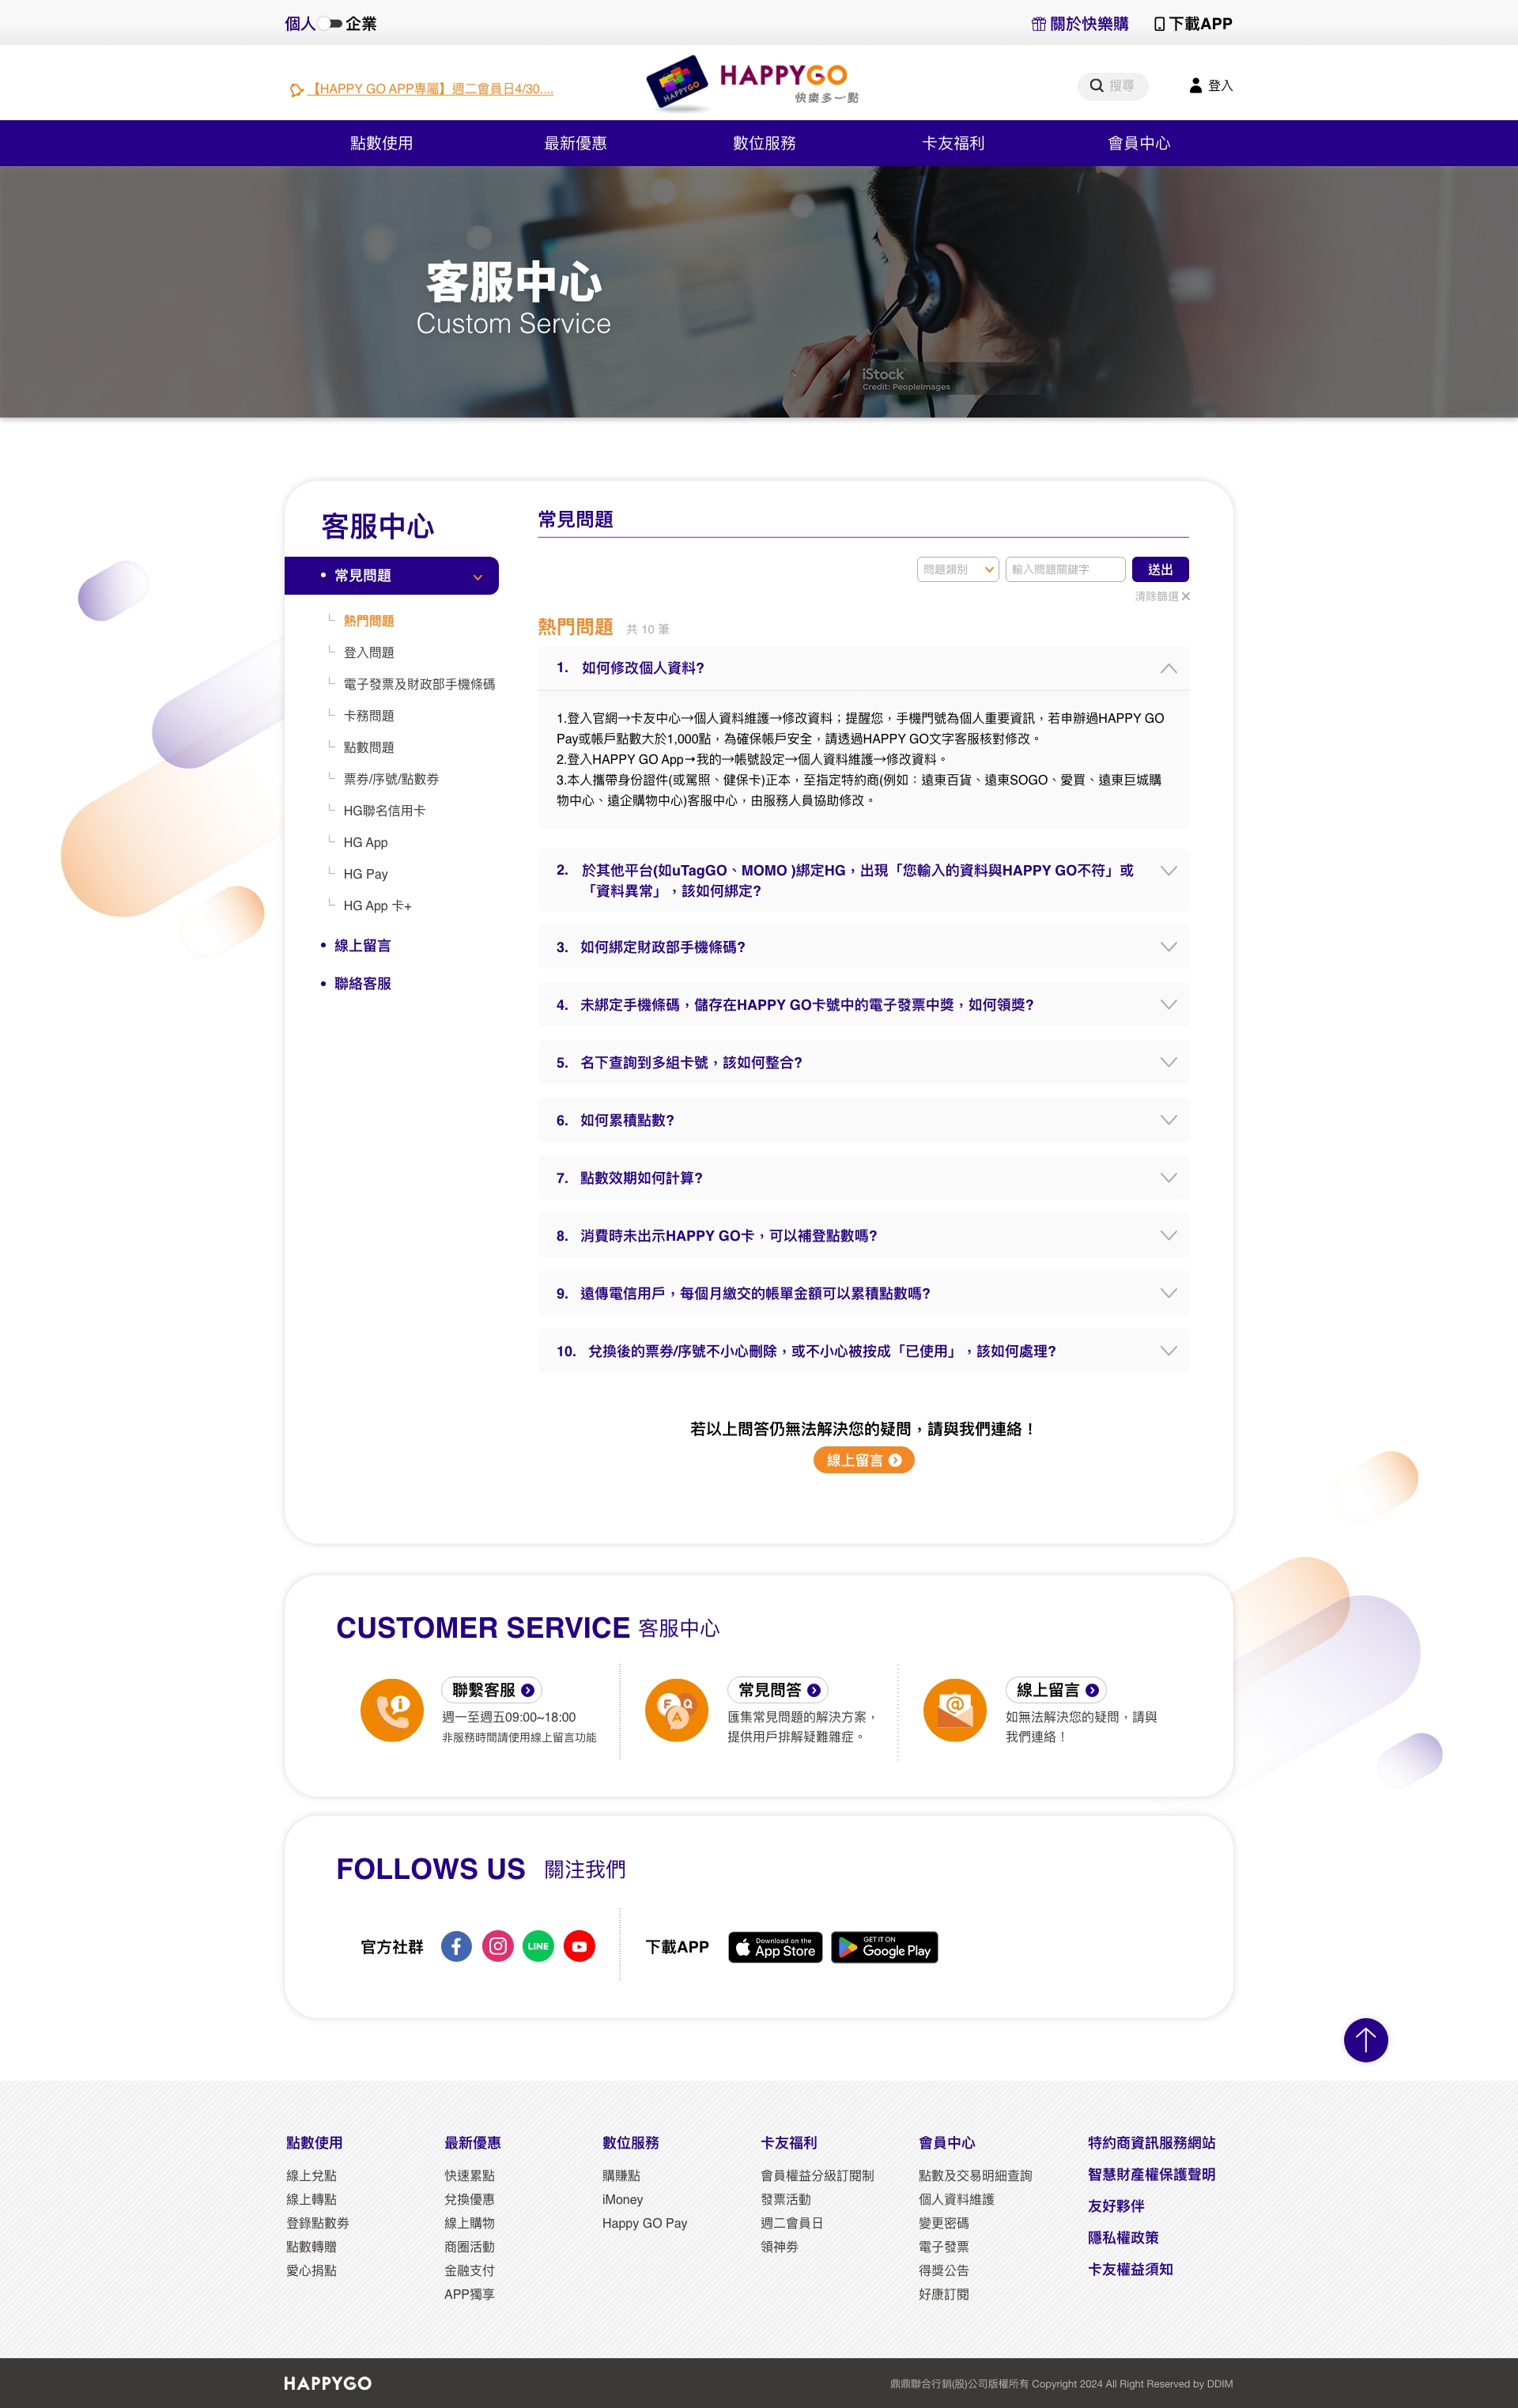 個人 企業
關於快樂購
下載APP
【HAPPY GO APP專屬】週二會員日4/30....
HAPPYGO
HAPPYGO
快樂多一點
搜尋
登入
點數使用
最新優惠
數位服務
卡友福利
會員中心
客服中心
Custom Service
iStock
Credit: PeopleImages
客服中心
常見問題
熱門問題
登入問題
電子發票及財政部手機條碼
卡務問題
點數問題
票券/序號/點數券
HG聯名信用卡
HG App
HG Pay
HG App 卡+
線上留言
聯絡客服
常見問題
問題類別
輸入問題關鍵字
送出
清除篩選
熱門問題 共 10 筆
1. 如何修改個人資料?
1.登入官網→卡友中心→個人資料維護→修改資料；提醒您，手機門號為個人重要資訊，若申辦過HAPPY GO
Pay或帳戶點數大於1,000點，為確保帳戶安全，請透過HAPPY GO文字客服核對修改。
2.登入HAPPY GO App→我的→帳號設定→個人資料維護→修改資料。
3.本人攜帶身份證件(或駕照、健保卡)正本，至指定特約商(例如：遠東百貨、遠東SOGO、愛買、遠東巨城購
物中心、遠企購物中心)客服中心，由服務人員協助修改。
2. 於其他平台(如uTagGO、MOMO )綁定HG，出現「您輸入的資料與HAPPY GO不符」或
「資料異常」，該如何綁定?
3. 如何綁定財政部手機條碼?
4. 未綁定手機條碼，儲存在HAPPY GO卡號中的電子發票中獎，如何領獎?
5. 名下查詢到多組卡號，該如何整合?
6. 如何累積點數?
7. 點數效期如何計算?
8. 消費時未出示HAPPY GO卡，可以補登點數嗎?
9. 遠傳電信用戶，每個月繳交的帳單金額可以累積點數嗎?
10. 兌換後的票券/序號不小心刪除，或不小心被按成「已使用」，該如何處理?
若以上問答仍無法解決您的疑問，請與我們連絡！
線上留言
CUSTOMER SERVICE 客服中心
聯繫客服
週一至週五09:00~18:00
非服務時間請使用線上留言功能
F Q A
常見問答
匯集常見問題的解決方案，
提供用戶排解疑難雜症。
@
線上留言
如無法解決您的疑問，請與
我們連絡！
FOLLOWS US 關注我們
官方社群
LINE
下載APP
Download on the
App Store
GET IT ON
Google Play
點數使用
線上兌點
線上轉點
登錄點數劵
點數轉贈
愛心捐點
最新優惠
快速累點
兌換優惠
線上購物
商圈活動
金融支付
APP獨享
數位服務
購賺點
iMoney
Happy GO Pay
卡友福利
會員權益分級訂閱制
發票活動
週二會員日
領神劵
會員中心
點數及交易明細查詢
個人資料維護
變更密碼
電子發票
得獎公告
好康訂閱
特約商資訊服務網站
智慧財產權保護聲明
友好夥伴
隱私權政策
卡友權益須知
HAPPYGO
鼎鼎聯合行銷(股)公司版權所有 Copyright 2024 All Right Reserved by DDIM